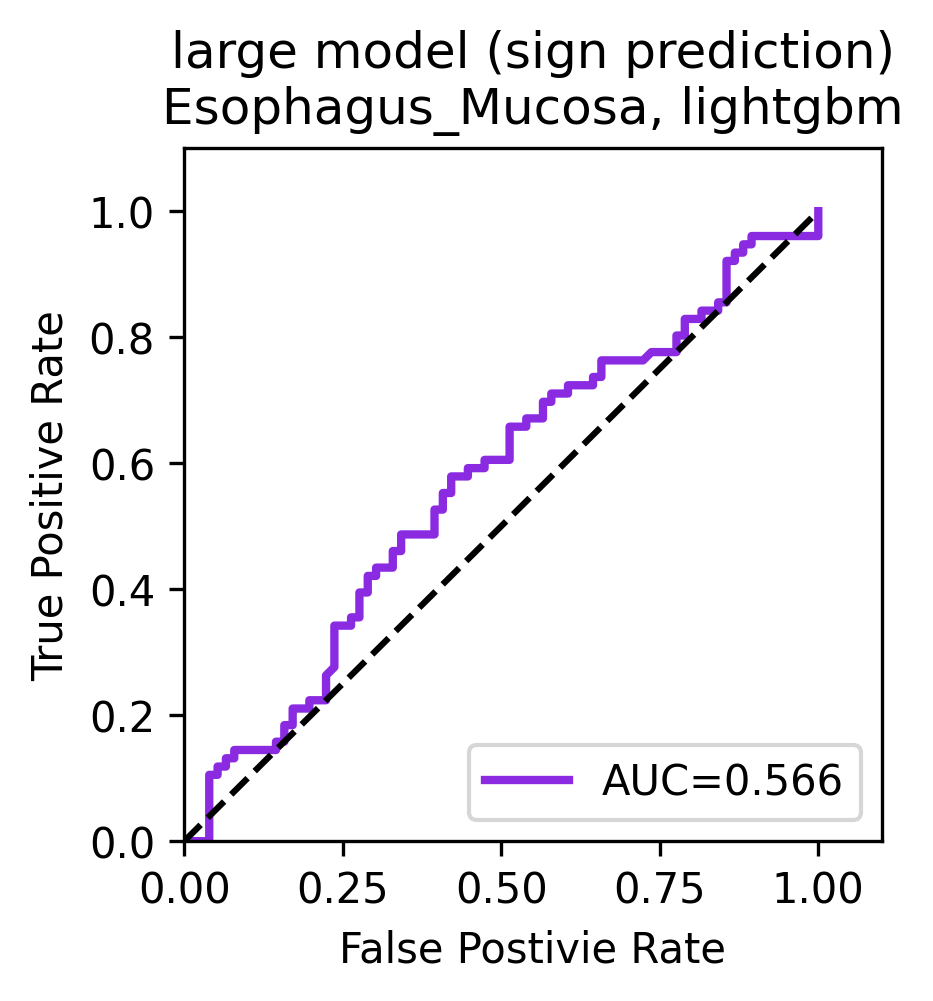 large model (sign prediction)
Esophagus_Mucosa, lightgbm
True Positive Rate
1.0
0.8
0.6
0.4
0.2
0.0
AUC=0.566
0.00 0.25 0.50 0.75 1.00
False Postivie Rate